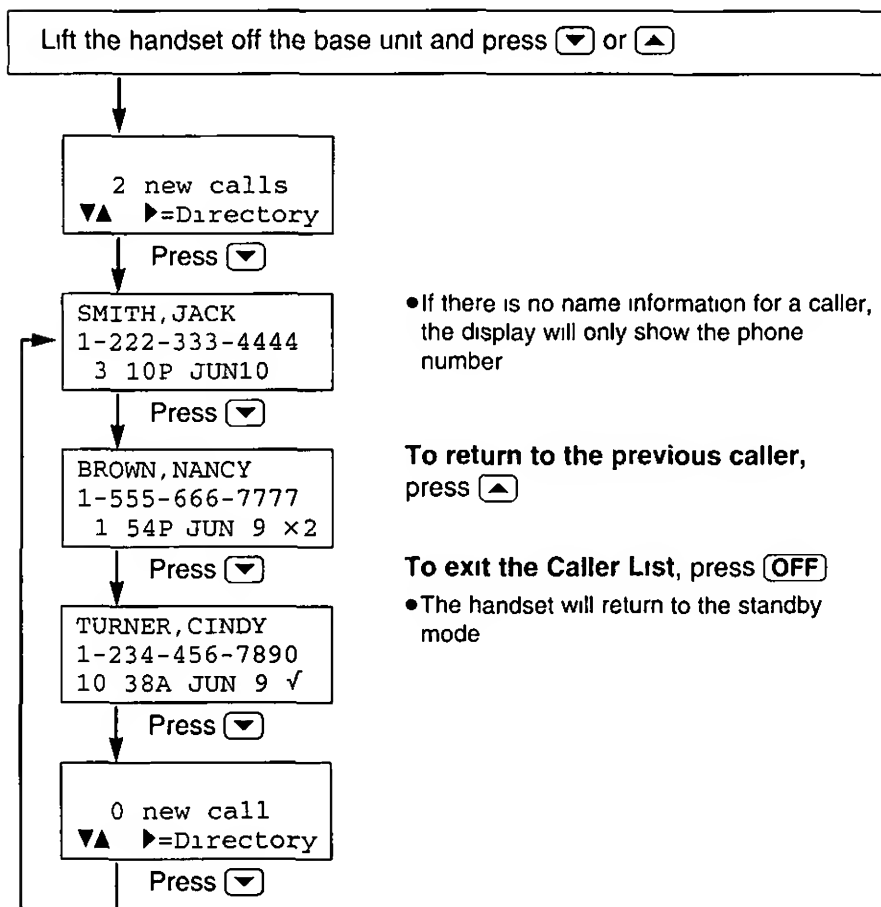 Lift the handset off the base unit and press ▼ or ▲
2 new calls
▼▲ ▶=Directory
Press ▼
SMITH,JACK
1-222-333-4444
3 10P JUN10
Press ▼
BROWN,NANCY
1-555-666-7777
1 54P JUN 9 ×2
Press ▼
TURNER,CINDY
1-234-456-7890
10 38A JUN 9 √
Press ▼
0 new call
▼▲ ▶=Directory
Press ▼
●If there is no name information for a caller,
the display will only show the phone
number
To return to the previous caller,
press ▲
To exit the Caller List, press OFF
●The handset will return to the standby
mode